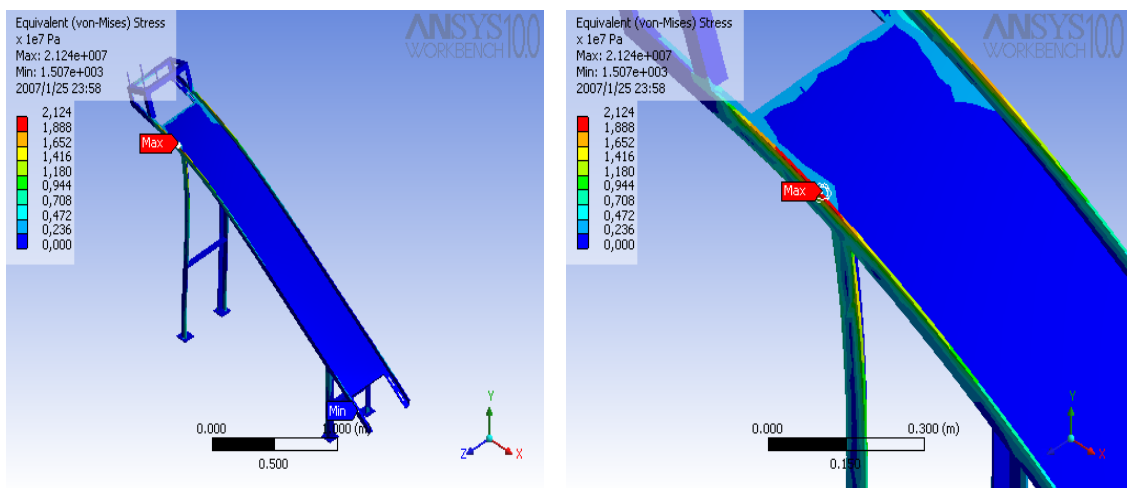 Equivalent (von-Mises) Stress
x 1e7 Pa
Max: 2.124e+007
Min: 1.507e+003
2007/1/25 23:58
2,124
1,888
1,652
1,416
1,180
0,944
0,708
0,472
0,236
0,000
ANSYS
WORKBENCH 10.0
Max
Min
0.000
1.000 (m)
0.500
Y
Z
X
Equivalent (von-Mises) Stress
x 1e7 Pa
Max: 2.124e+007
Min: 1.507e+003
2007/1/25 23:58
2,124
1,888
1,652
1,416
1,180
0,944
0,708
0,472
0,236
0,000
ANSYS
WORKBENCH 10.0
Max
0.000
0.300 (m)
0.150
Y
X